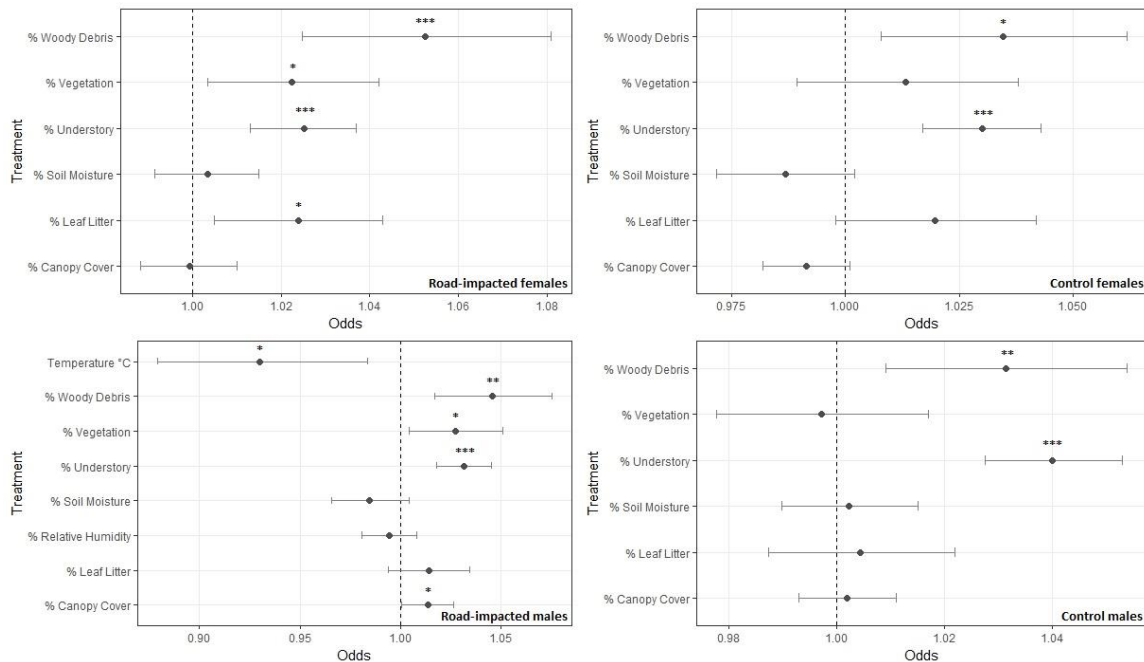 ***
% Woody Debris
*
% Vegetation
***
% Understory
% Soil Moisture
*
% Leaf Litter
% Canopy Cover
Treatment
Road-impacted females
1.00 1.02 1.04 1.06 1.08
Odds
*
% Woody Debris
% Vegetation
***
% Understory
% Soil Moisture
% Leaf Litter
% Canopy Cover
Treatment
Control females
0.975 1.000 1.025 1.050
Odds
*
Temperature °C
**
% Woody Debris
*
% Vegetation
***
% Understory
% Soil Moisture
% Relative Humidity
% Leaf Litter
*
% Canopy Cover
Treatment
Road-impacted males
0.90 0.95 1.00 1.05
Odds
**
% Woody Debris
% Vegetation
***
% Understory
% Soil Moisture
% Leaf Litter
% Canopy Cover
Treatment
Control males
0.98 1.00 1.02 1.04
Odds